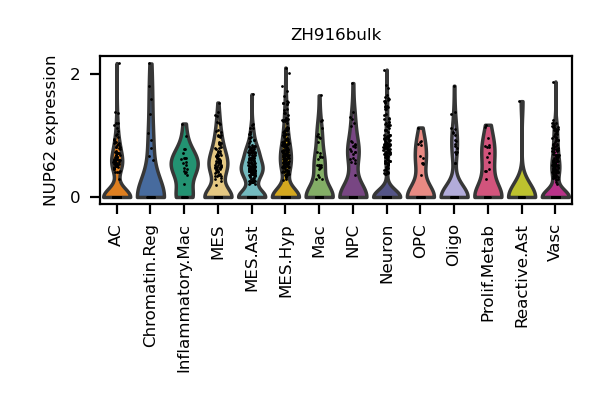 ZH916bulk
NUP62 expression
2
0
AC
Chromatin.Reg
Inflammatory.Mac
MES
MES.Ast
MES.Hyp
Mac
NPC
Neuron
OPC
Oligo
Prolif.Metab
Reactive.Ast
Vasc